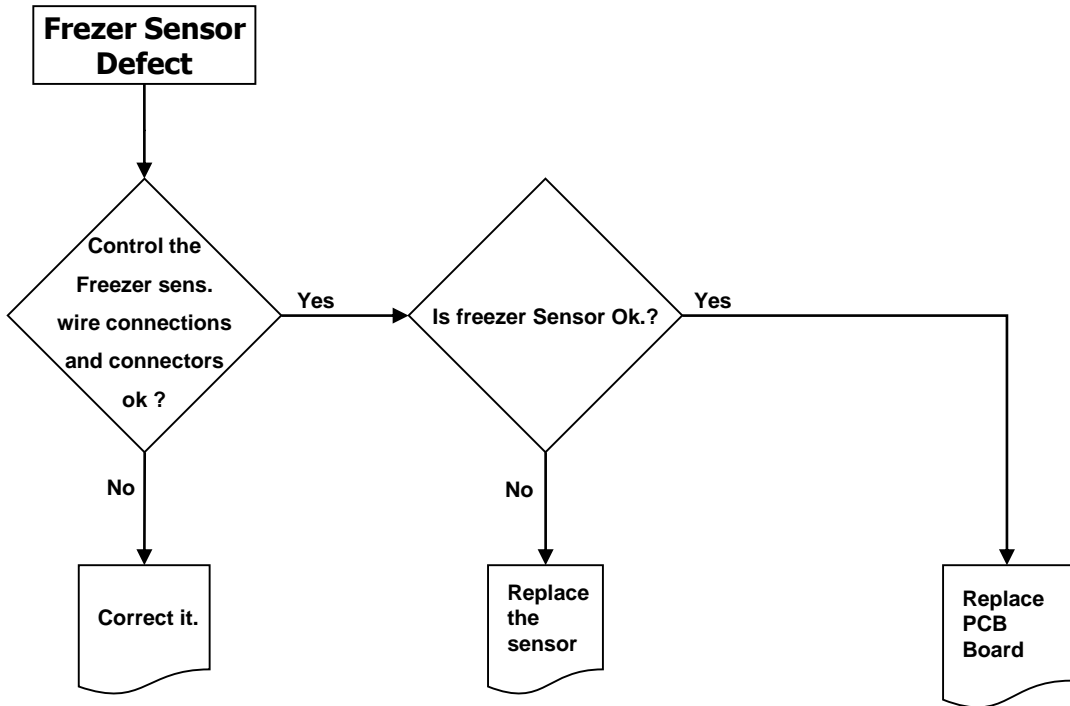 Frezer Sensor
Defect
Control the
Freezer sens.
wire connections
and connectors
ok ?
Yes
Is freezer Sensor Ok.?
Yes
No
No
Correct it.
Replace
the
sensor
Replace
PCB
Board